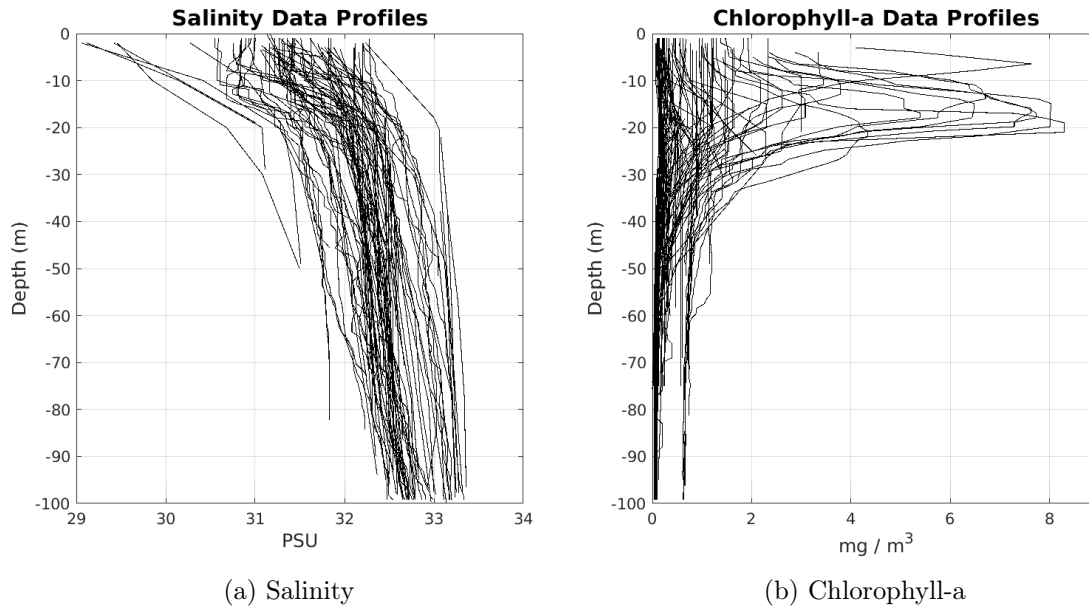 Salinity Data Profiles
0
-10
-20
-30
-40
-50
-60
-70
-80
-90
-100
Depth (m)
29 30 31 32 33 34
PSU
(a) Salinity
Chlorophyll-a Data Profiles
0
-10
-20
-30
-40
-50
-60
-70
-80
-90
-100
Depth (m)
0 2 4 6 8
mg / m³
(b) Chlorophyll-a